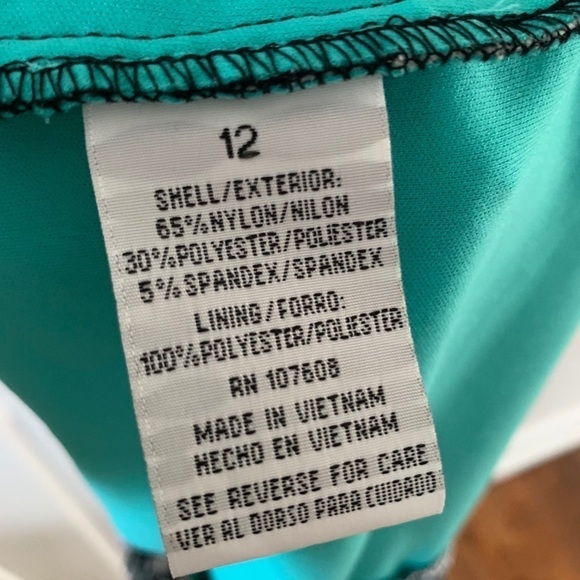 12
SHELL/EXTERIOR:
65%NYLON/NILON
30%POLYESTER/POLIESTER
5%SPANDEX/SPANDEX
LINING/FORRO:
100%POLYESTER/POLIESTER
RN 107608
MADE IN VIETNAM
HECHO EN VIETNAM
SEE REVERSE FOR CARE
VER AL DORSO PARA CUIDADO